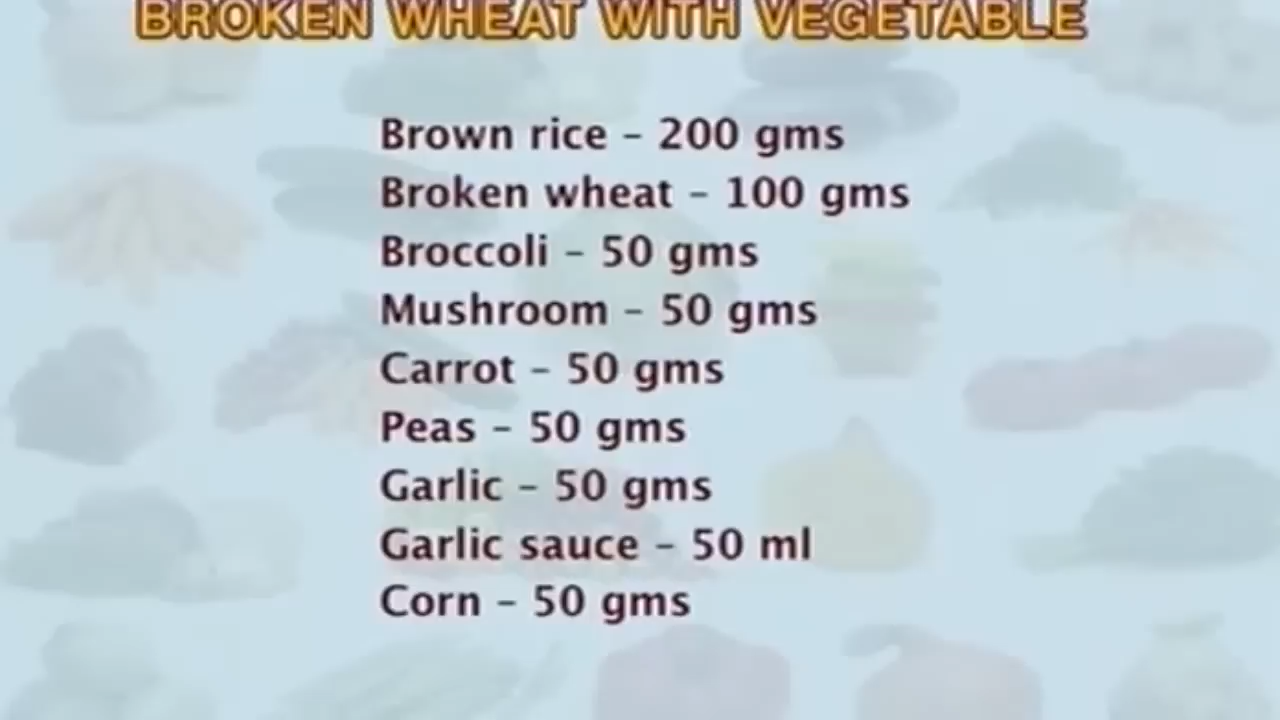 BROKEN WHEAT WITH VEGETABLE
Brown rice – 200 gms
Broken wheat – 100 gms
Broccoli – 50 gms
Mushroom – 50 gms
Carrot – 50 gms
Peas – 50 gms
Garlic – 50 gms
Garlic sauce – 50 ml
Corn – 50 gms